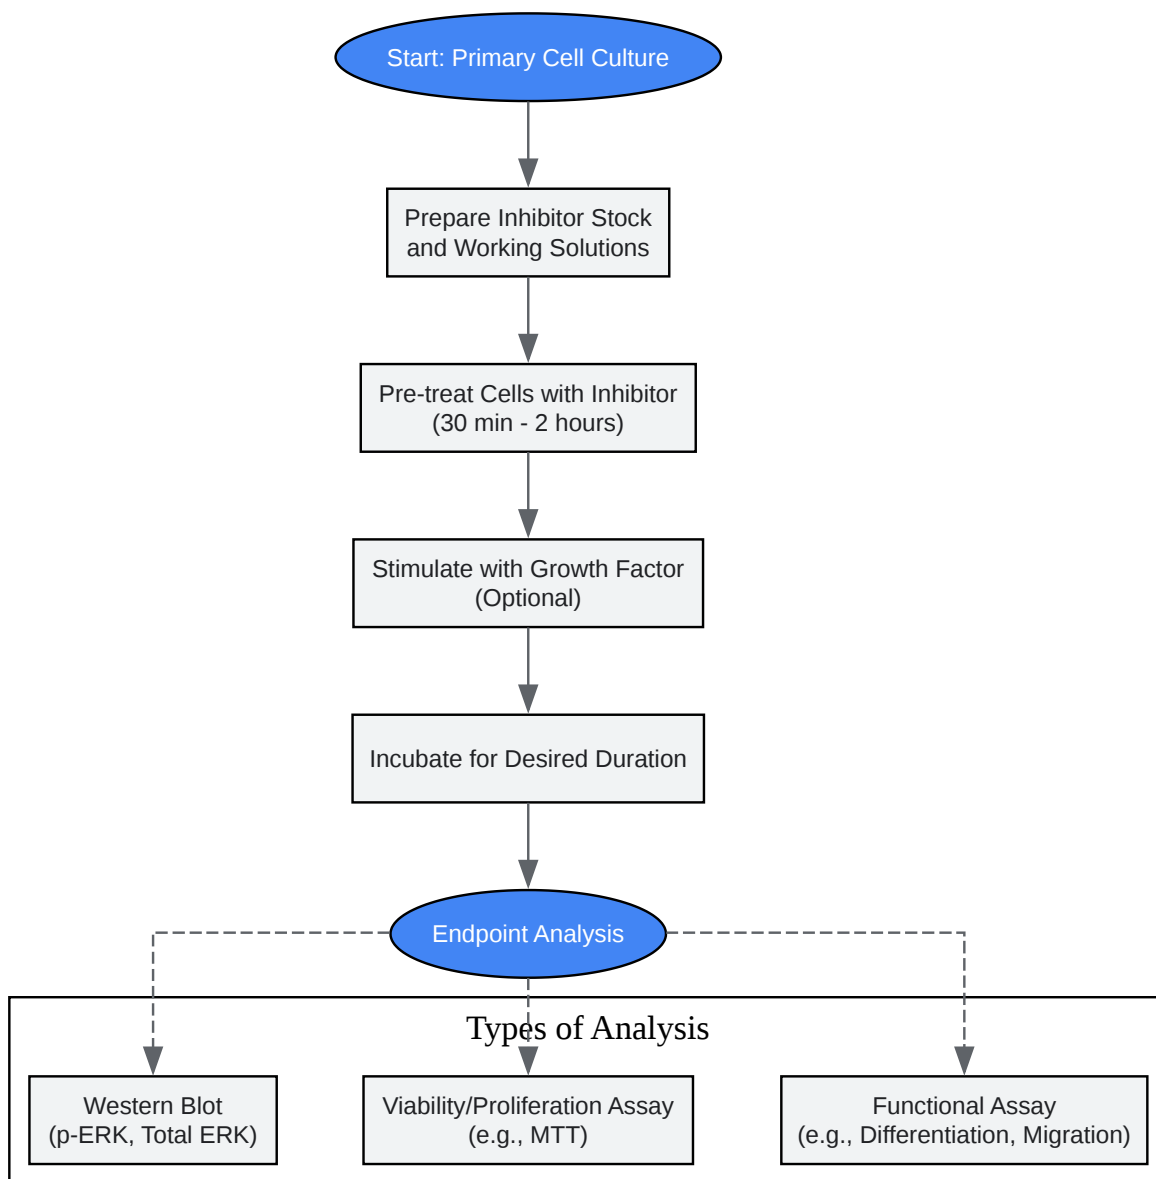 Start: Primary Cell Culture
Prepare Inhibitor Stock
and Working Solutions
Pre-treat Cells with Inhibitor
(30 min - 2 hours)
Stimulate with Growth Factor
(Optional)
Incubate for Desired Duration
Endpoint Analysis
Types of Analysis
Western Blot
(p-ERK, Total ERK)
Viability/Proliferation Assay
(e.g., MTT)
Functional Assay
(e.g., Differentiation, Migration)